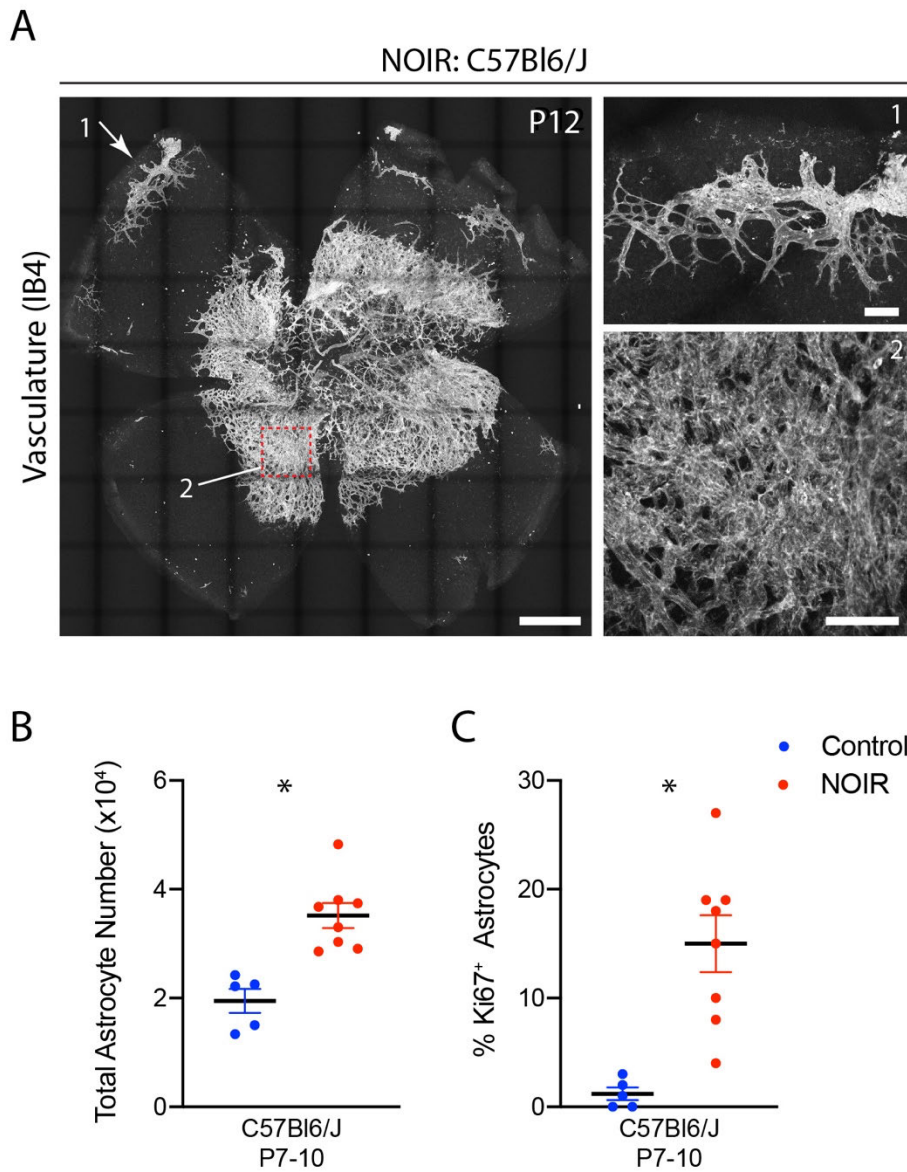 A
NOIR: C57Bl6/J
Vasculature (IB4)
1
P12
2
1
2
B
Total Astrocyte Number (x10⁴)
6
4
2
0
*
C57Bl6/J
P7-10
C
% Ki67⁺ Astrocytes
30
20
10
0
*
C57Bl6/J
P7-10
Control
NOIR